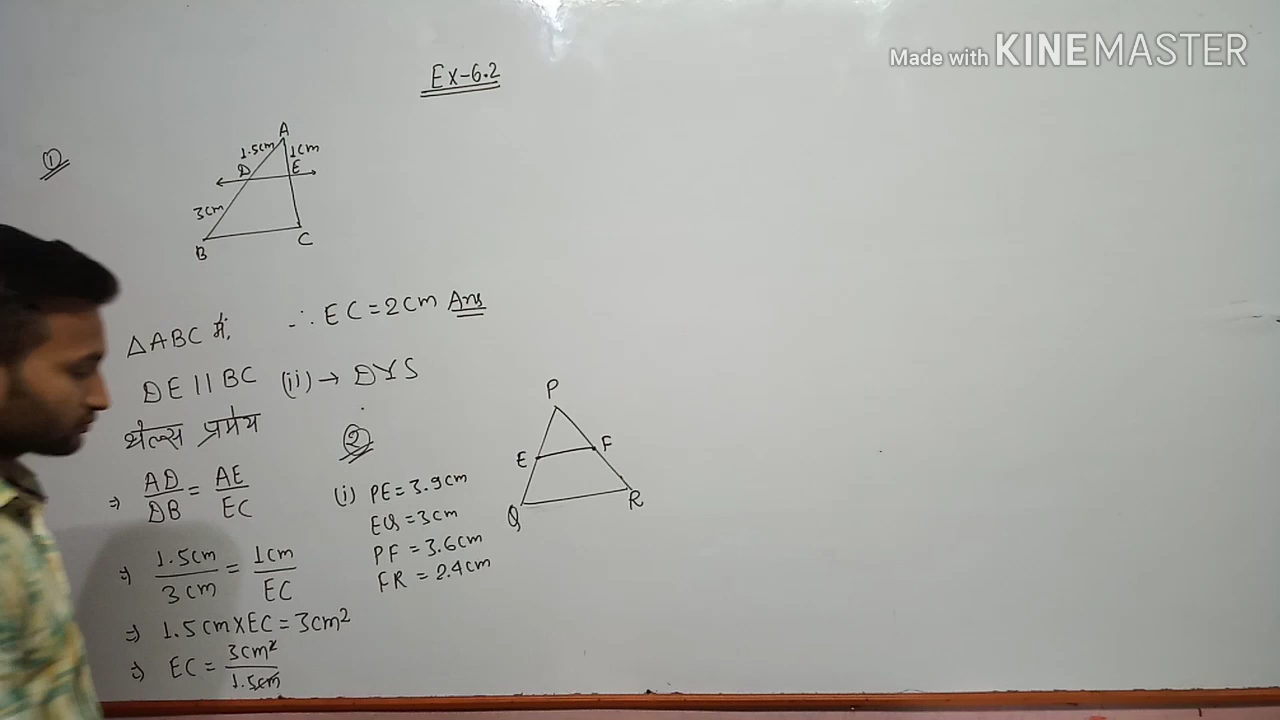 Made with KINEMASTER
Ex-6.2
①
A
1.5cm 1cm
D E
3cm
B C
△ABC में,
∴ EC = 2cm Ans
DE || BC
(ii) → DYS
थेल्स प्रमेय
⇒ AD/DB = AE/EC
⇒ 1.5cm/3cm = 1cm/EC
⇒ 1.5cm×EC = 3cm²
⇒ EC = 3cm²/1.5cm
②
P
E F
Q R
(i) PE = 3.9cm
EQ = 3cm
PF = 3.6cm
FR = 2.4cm